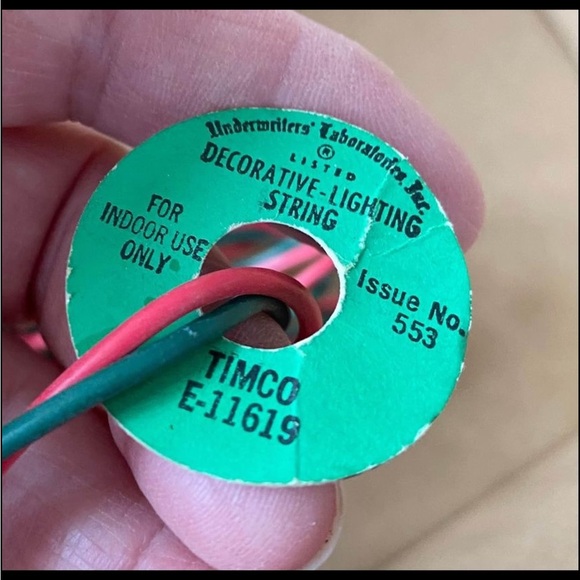 Underwriters' Laboratories, Inc.
®
LISTED
DECORATIVE-LIGHTING
STRING
FOR
INDOOR USE
ONLY
Issue No.
553
TIMCO
E-11619